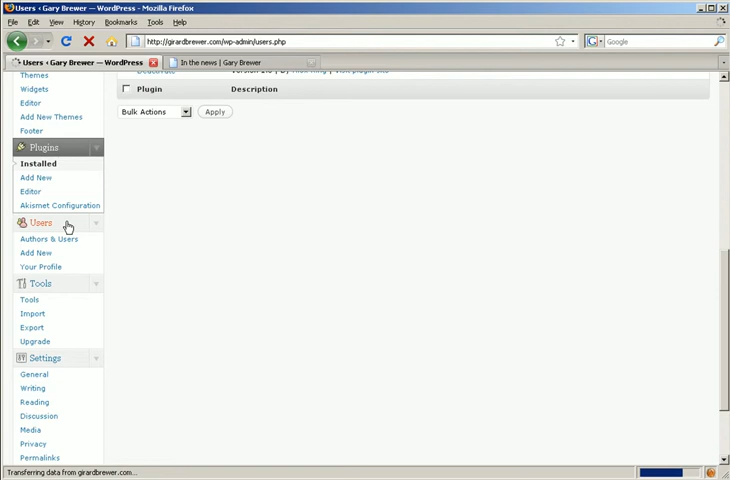 Users ‹ Gary Brewer — WordPress - Mozilla Firefox
File Edit View History Bookmarks Tools Help
http://girardbrewer.com/wp-admin/users.php
Google
Users ‹ Gary Brewer — WordPress
In the news | Gary Brewer
Themes
Widgets
Editor
Add New Themes
Footer
Plugins
Installed
Add New
Editor
Akismet Configuration
Users
Authors & Users
Add New
Your Profile
Tools
Tools
Import
Export
Upgrade
Settings
General
Writing
Reading
Discussion
Media
Privacy
Permalinks
Plugin Description
Bulk Actions Apply
Transferring data from girardbrewer.com...